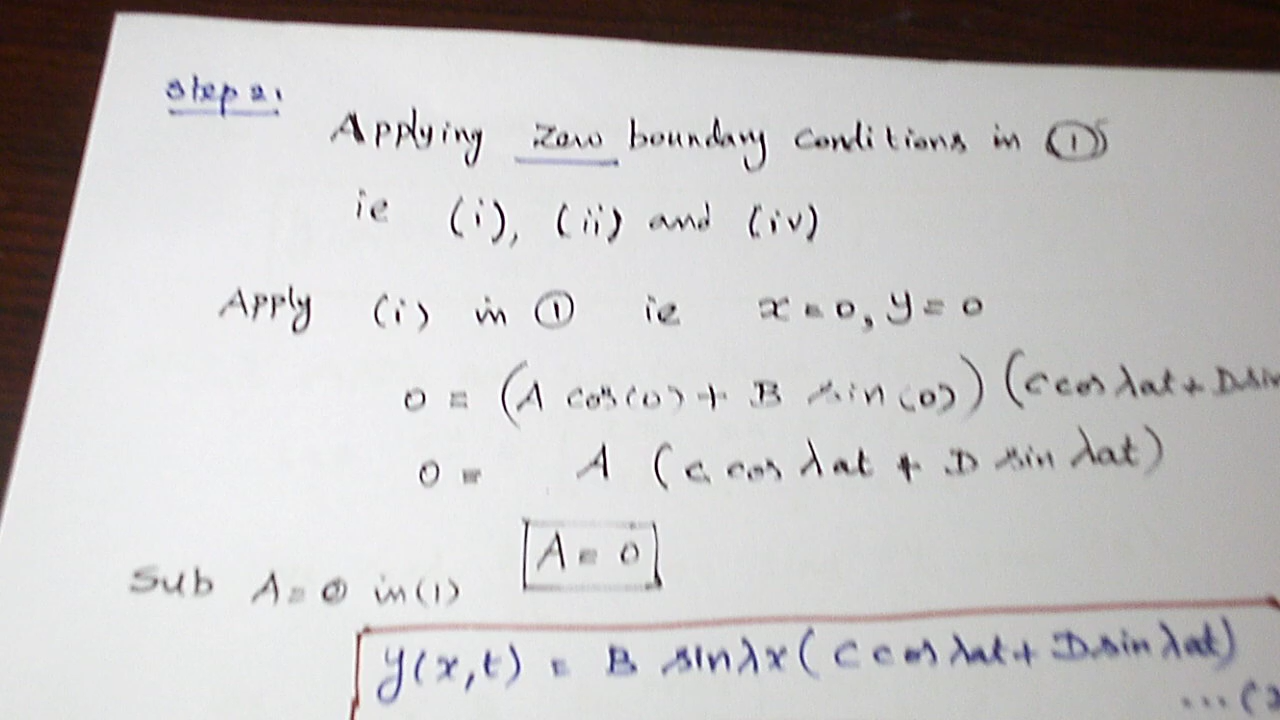 Step 2:
Applying Zero boundary conditions in ①
ie (i), (ii) and (iv)
Apply (i) in ① ie x = 0, y = 0
0 = (A cos(0) + B sin(0)) (C cos λat + D sin
0 = A (C cos λat + D sin λat)
A = 0
Sub A = 0 in (1)
y(x,t) = B sin λx (C cos λat + D sin λat)